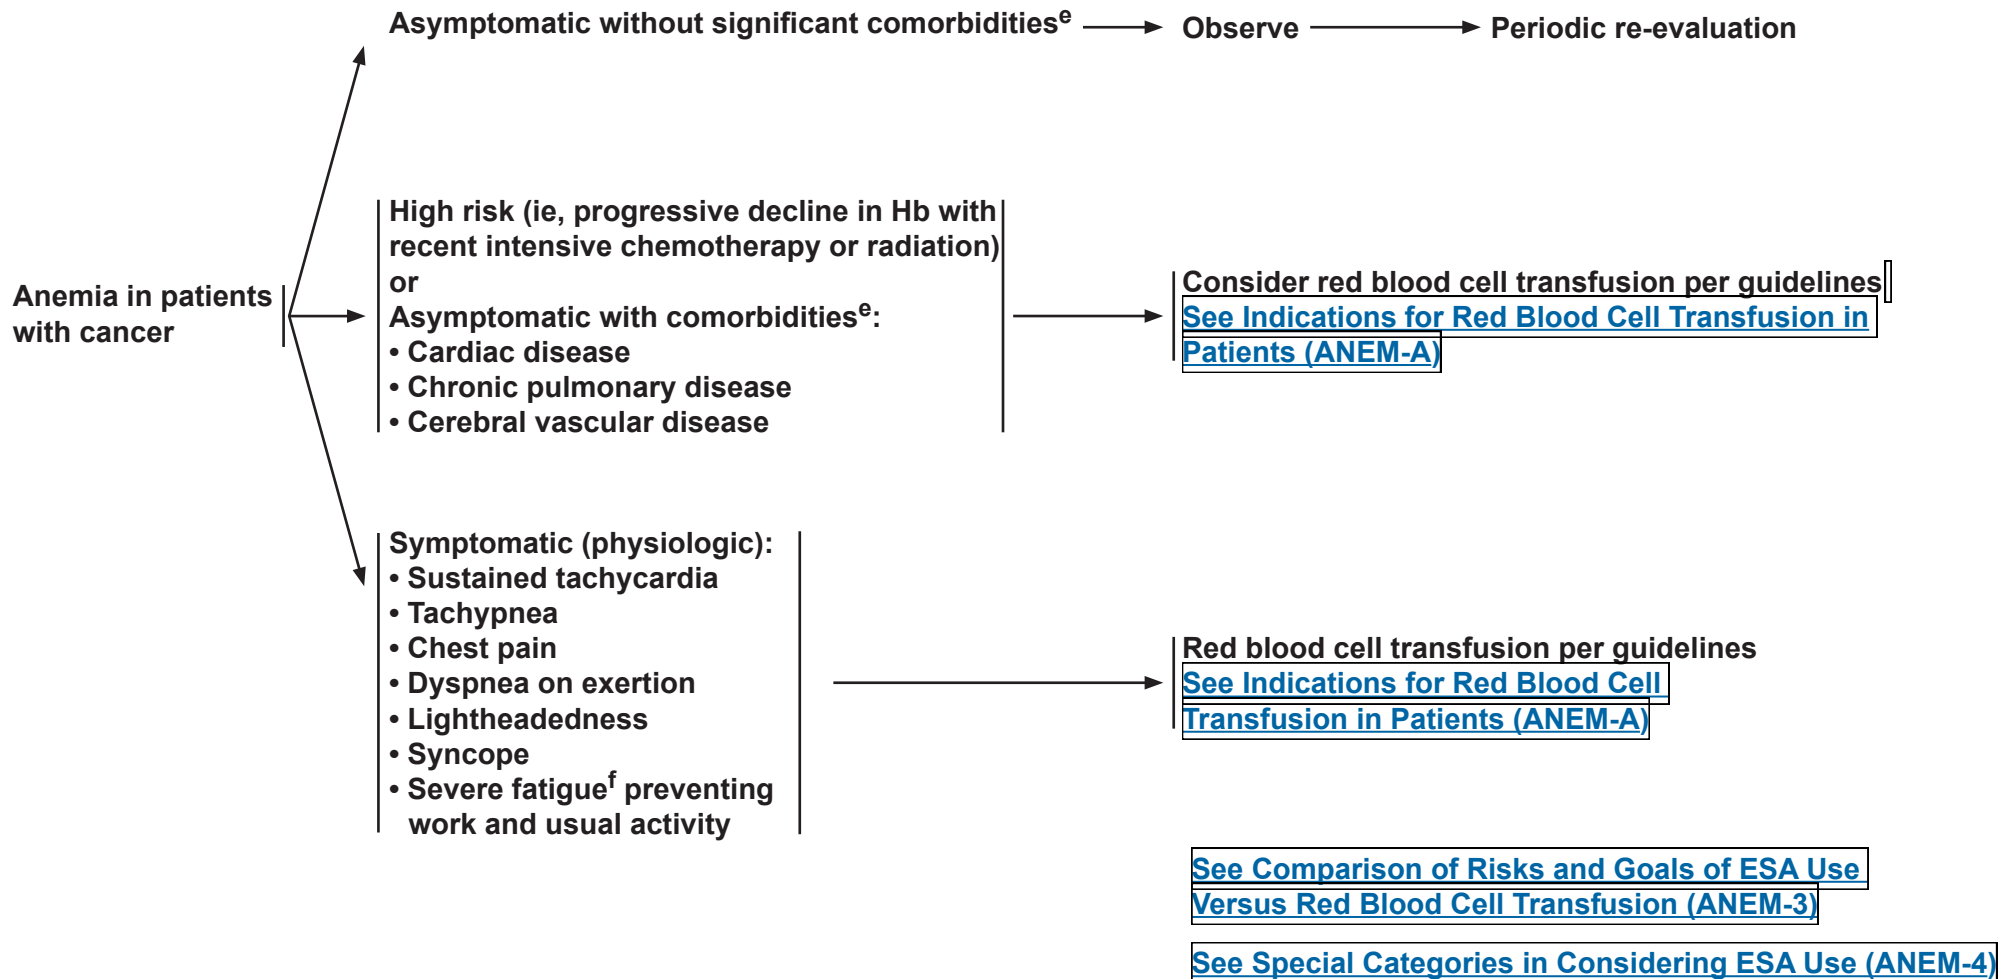 Asymptomatic without significant comorbiditiesᵉ
Observe
Periodic re-evaluation
Anemia in patients
with cancer
High risk (ie, progressive decline in Hb with
recent intensive chemotherapy or radiation)
or
Asymptomatic with comorbiditiesᵉ:
• Cardiac disease
• Chronic pulmonary disease
• Cerebral vascular disease
Consider red blood cell transfusion per guidelines
See Indications for Red Blood Cell Transfusion in
Patients (ANEM-A)
Symptomatic (physiologic):
• Sustained tachycardia
• Tachypnea
• Chest pain
• Dyspnea on exertion
• Lightheadedness
• Syncope
• Severe fatigueᶠ preventing
work and usual activity
Red blood cell transfusion per guidelines
See Indications for Red Blood Cell
Transfusion in Patients (ANEM-A)
See Comparison of Risks and Goals of ESA Use
Versus Red Blood Cell Transfusion (ANEM-3)
See Special Categories in Considering ESA Use (ANEM-4)